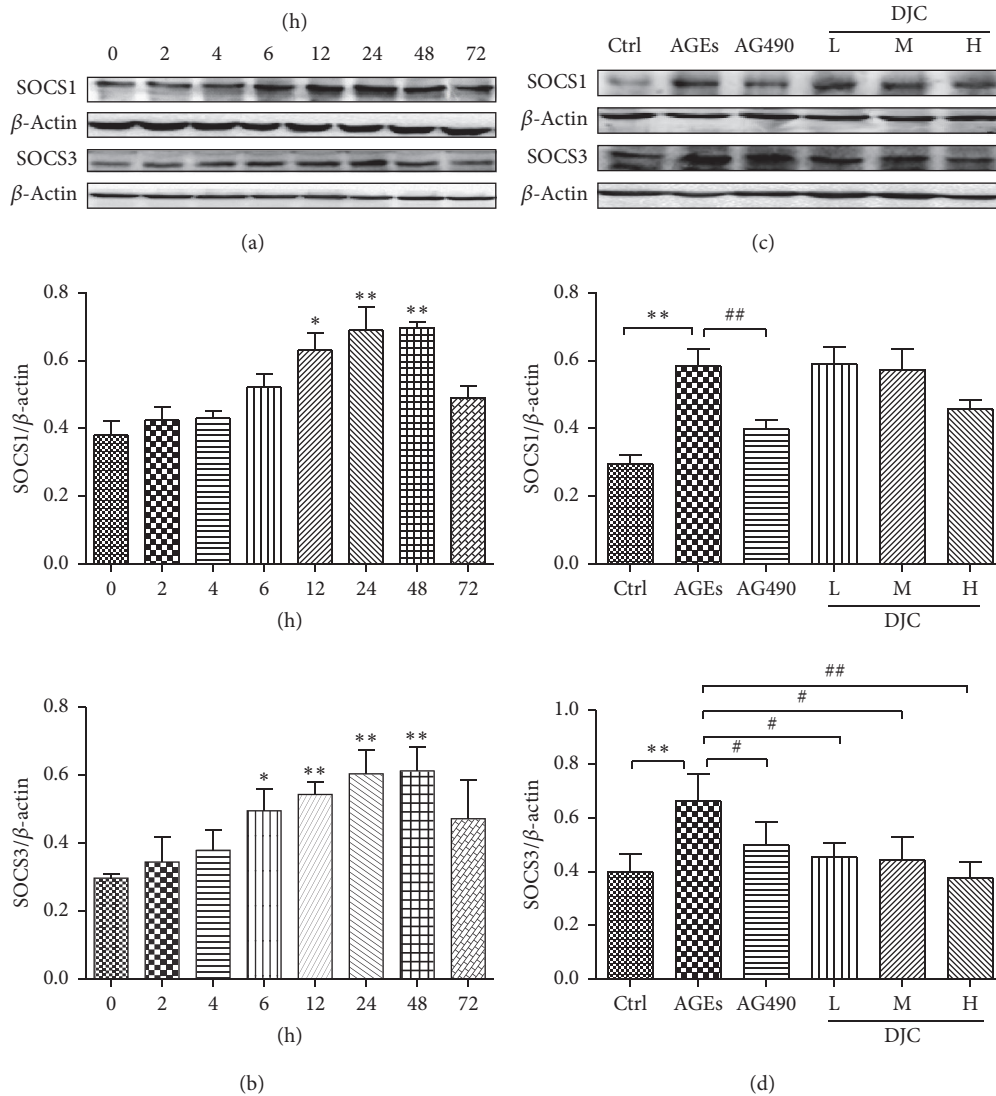 (h)
0 2 4 6 12 24 48 72
SOCS1
β-Actin
SOCS3
β-Actin
(a)
DJC
Ctrl AGEs AG490 L M H
SOCS1
β-Actin
SOCS3
β-Actin
(c)
0.8
0.6
0.4
0.2
0.0
SOCS1/β-actin
* ** **
0 2 4 6 12 24 48 72
(h)
0.8
0.6
0.4
0.2
0.0
SOCS3/β-actin
* ** ** **
0 2 4 6 12 24 48 72
(h)
(b)
0.8
0.6
0.4
0.2
0.0
SOCS1/β-actin
** ##
Ctrl AGEs AG490 L M H
DJC
1.0
0.8
0.6
0.4
0.2
0.0
SOCS3/β-actin
##
#
#
** #
Ctrl AGEs AG490 L M H
DJC
(d)